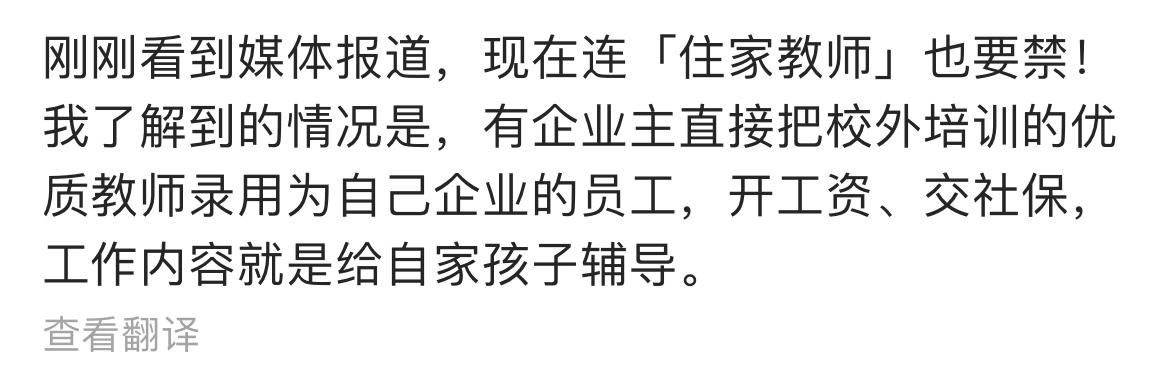 刚刚看到媒体报道，现在连「住家教师」也要禁！
我了解到的情况是，有企业主直接把校外培训的优
质教师录用为自己企业的员工，开工资、交社保，
工作内容就是给自家孩子辅导。
查看翻译